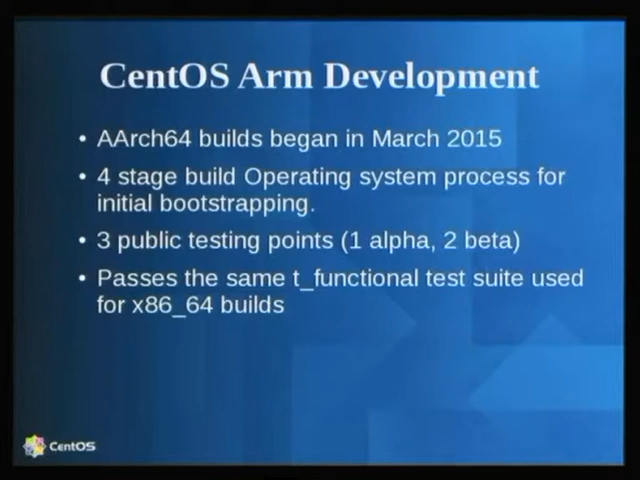 CentOS Arm Development
• AArch64 builds began in March 2015
• 4 stage build Operating system process for
initial bootstrapping.
• 3 public testing points (1 alpha, 2 beta)
• Passes the same t_functional test suite used
for x86_64 builds
CentOS